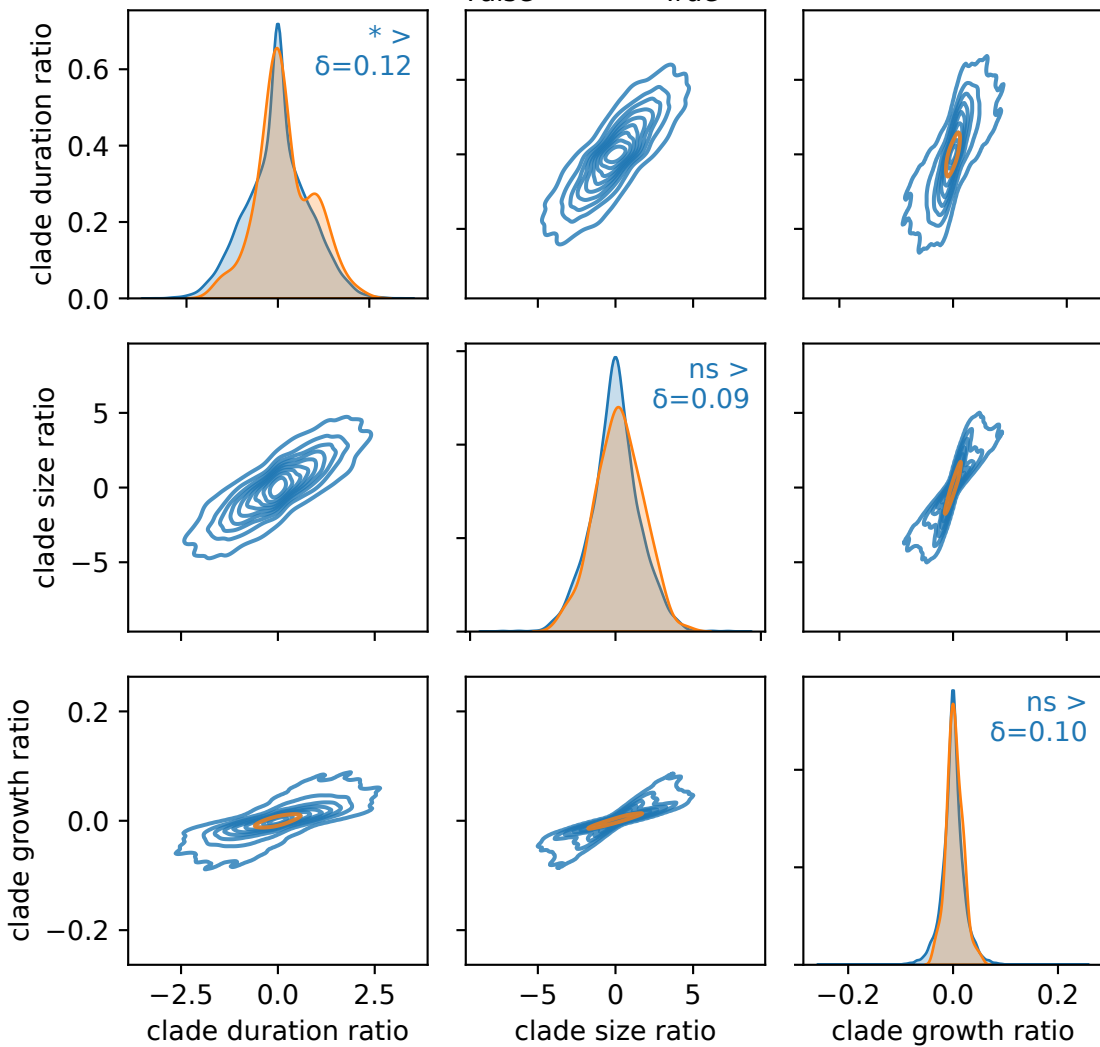 * >
δ=0.12
clade duration ratio
0.6
0.4
0.2
0.0
ns >
δ=0.09
clade size ratio
5
0
−5
ns >
δ=0.10
clade growth ratio
0.2
0.0
−0.2
−2.5 0.0 2.5
−5 0 5
−0.2 0.0 0.2
clade duration ratio
clade size ratio
clade growth ratio